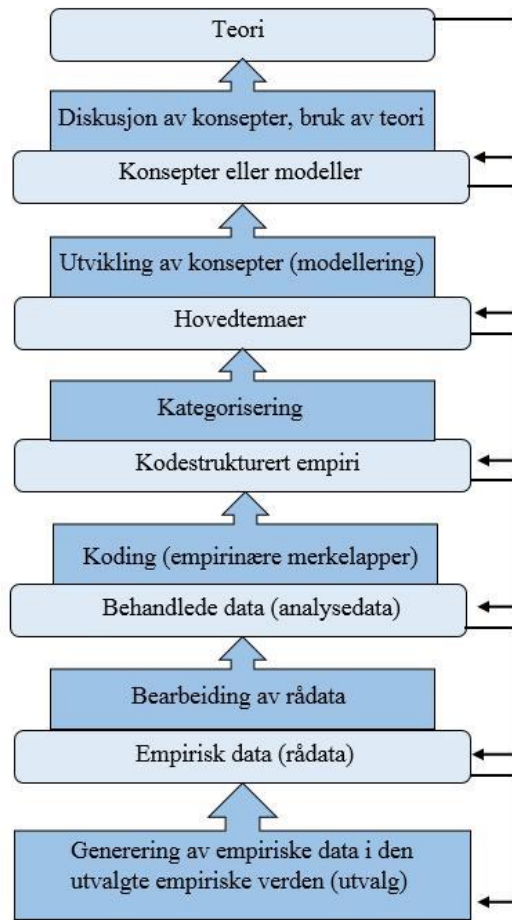 Teori
Diskusjon av konsepter, bruk av teori
Konsepter eller modeller
Utvikling av konsepter (modellering)
Hovedtemaer
Kategorisering
Kodestrukturert empiri
Koding (empirinære merkelapper)
Behandlede data (analysedata)
Bearbeiding av rådata
Empirisk data (rådata)
Generering av empiriske data i den
utvalgte empiriske verden (utvalg)